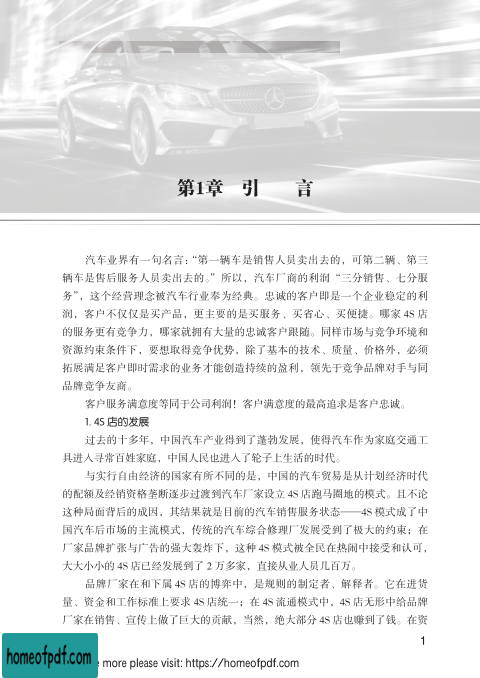 第1章 引 言
汽车业界有一句名言：“第一辆车是销售人员卖出去的，可第二辆、第三
辆车是售后服务人员卖出去的。”所以，汽车厂商的利润“三分销售、七分服
务”，这个经营理念被汽车行业奉为经典。忠诚的客户即是一个企业稳定的利
润，客户不仅仅是买产品，更主要的是买服务、买省心、买便捷。哪家 4S 店
的服务更有竞争力，哪家就拥有大量的忠诚客户跟随。同样市场与竞争环境和
资源约束条件下，要想取得竞争优势，除了基本的技术、质量、价格外，必须
拓展满足客户即时需求的业务才能创造持续的盈利，领先于竞争品牌对手与同
品牌竞争友商。
客户服务满意度等同于公司利润！客户满意度的最高追求是客户忠诚。
1. 4S 店的发展
过去的十多年，中国汽车产业得到了蓬勃发展，使得汽车作为家庭交通工
具进入寻常百姓家庭，中国人民也进入了轮子上生活的时代。
与实行自由经济的国家有所不同的是，中国的汽车贸易是从计划经济时代
的配额及经销资格垄断逐步过渡到汽车厂家设立 4S 店跑马圈地的模式。且不论
这种局面背后的成因，其结果就是目前的汽车销售服务状态——4S 模式成了中
国汽车后市场的主流模式，传统的汽车综合修理厂发展受到了极大的约束；在
厂家品牌扩张与广告的强大轰炸下，这种 4S 模式被全民在热闹中接受和认可，
大大小小的 4S 店已经发展到了 2 万多家，直接从业人员几百万。
品牌厂家在和下属 4S 店的博弈中，是规则的制定者、解释者。它在进货
量、资金和工作标准上要求 4S 店统一；在 4S 流通模式中，4S 店无形中给品牌
厂家在销售、宣传上做了巨大的贡献，当然，绝大部分 4S 店也赚到了钱。在资
1
homeofpdf.com
e more please visit: https://homeofpdf.com